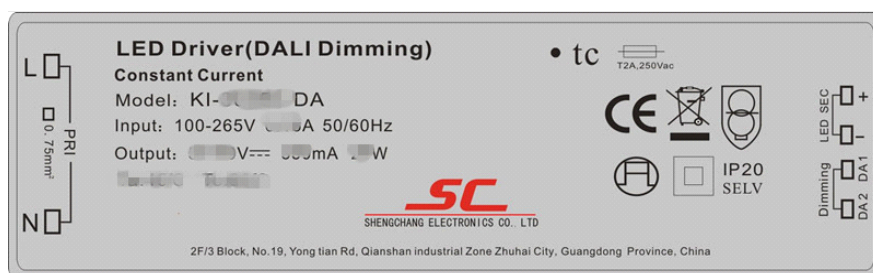 L
N
PRI
0.75mm²
LED Driver(DALI Dimming)
Constant Current
Model: KI- DA
Input: 100-265V A 50/60Hz
Output: V mA W
• tc
T2A,250Vac
CE
IP20
SELV
LED SEC
+
-
Dimming
DA1
DA2
SC
SHENGCHANG ELECTRONICS CO., LTD
2F/3 Block, No.19, Yong tian Rd, Qianshan industrial Zone Zhuhai City, Guangdong Province, China